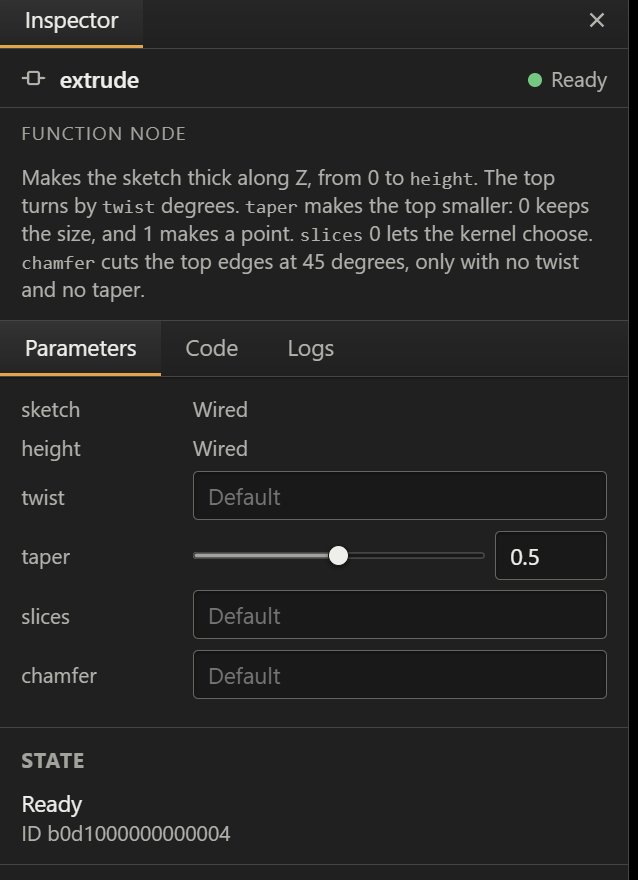 Inspector
extrude
Ready
FUNCTION NODE
Makes the sketch thick along Z, from 0 to height. The top
turns by twist degrees. taper makes the top smaller: 0 keeps
the size, and 1 makes a point. slices 0 lets the kernel choose.
chamfer cuts the top edges at 45 degrees, only with no twist
and no taper.
Parameters Code Logs
sketch Wired
height Wired
twist Default
taper 0.5
slices Default
chamfer Default
STATE
Ready
ID b0d1000000000004